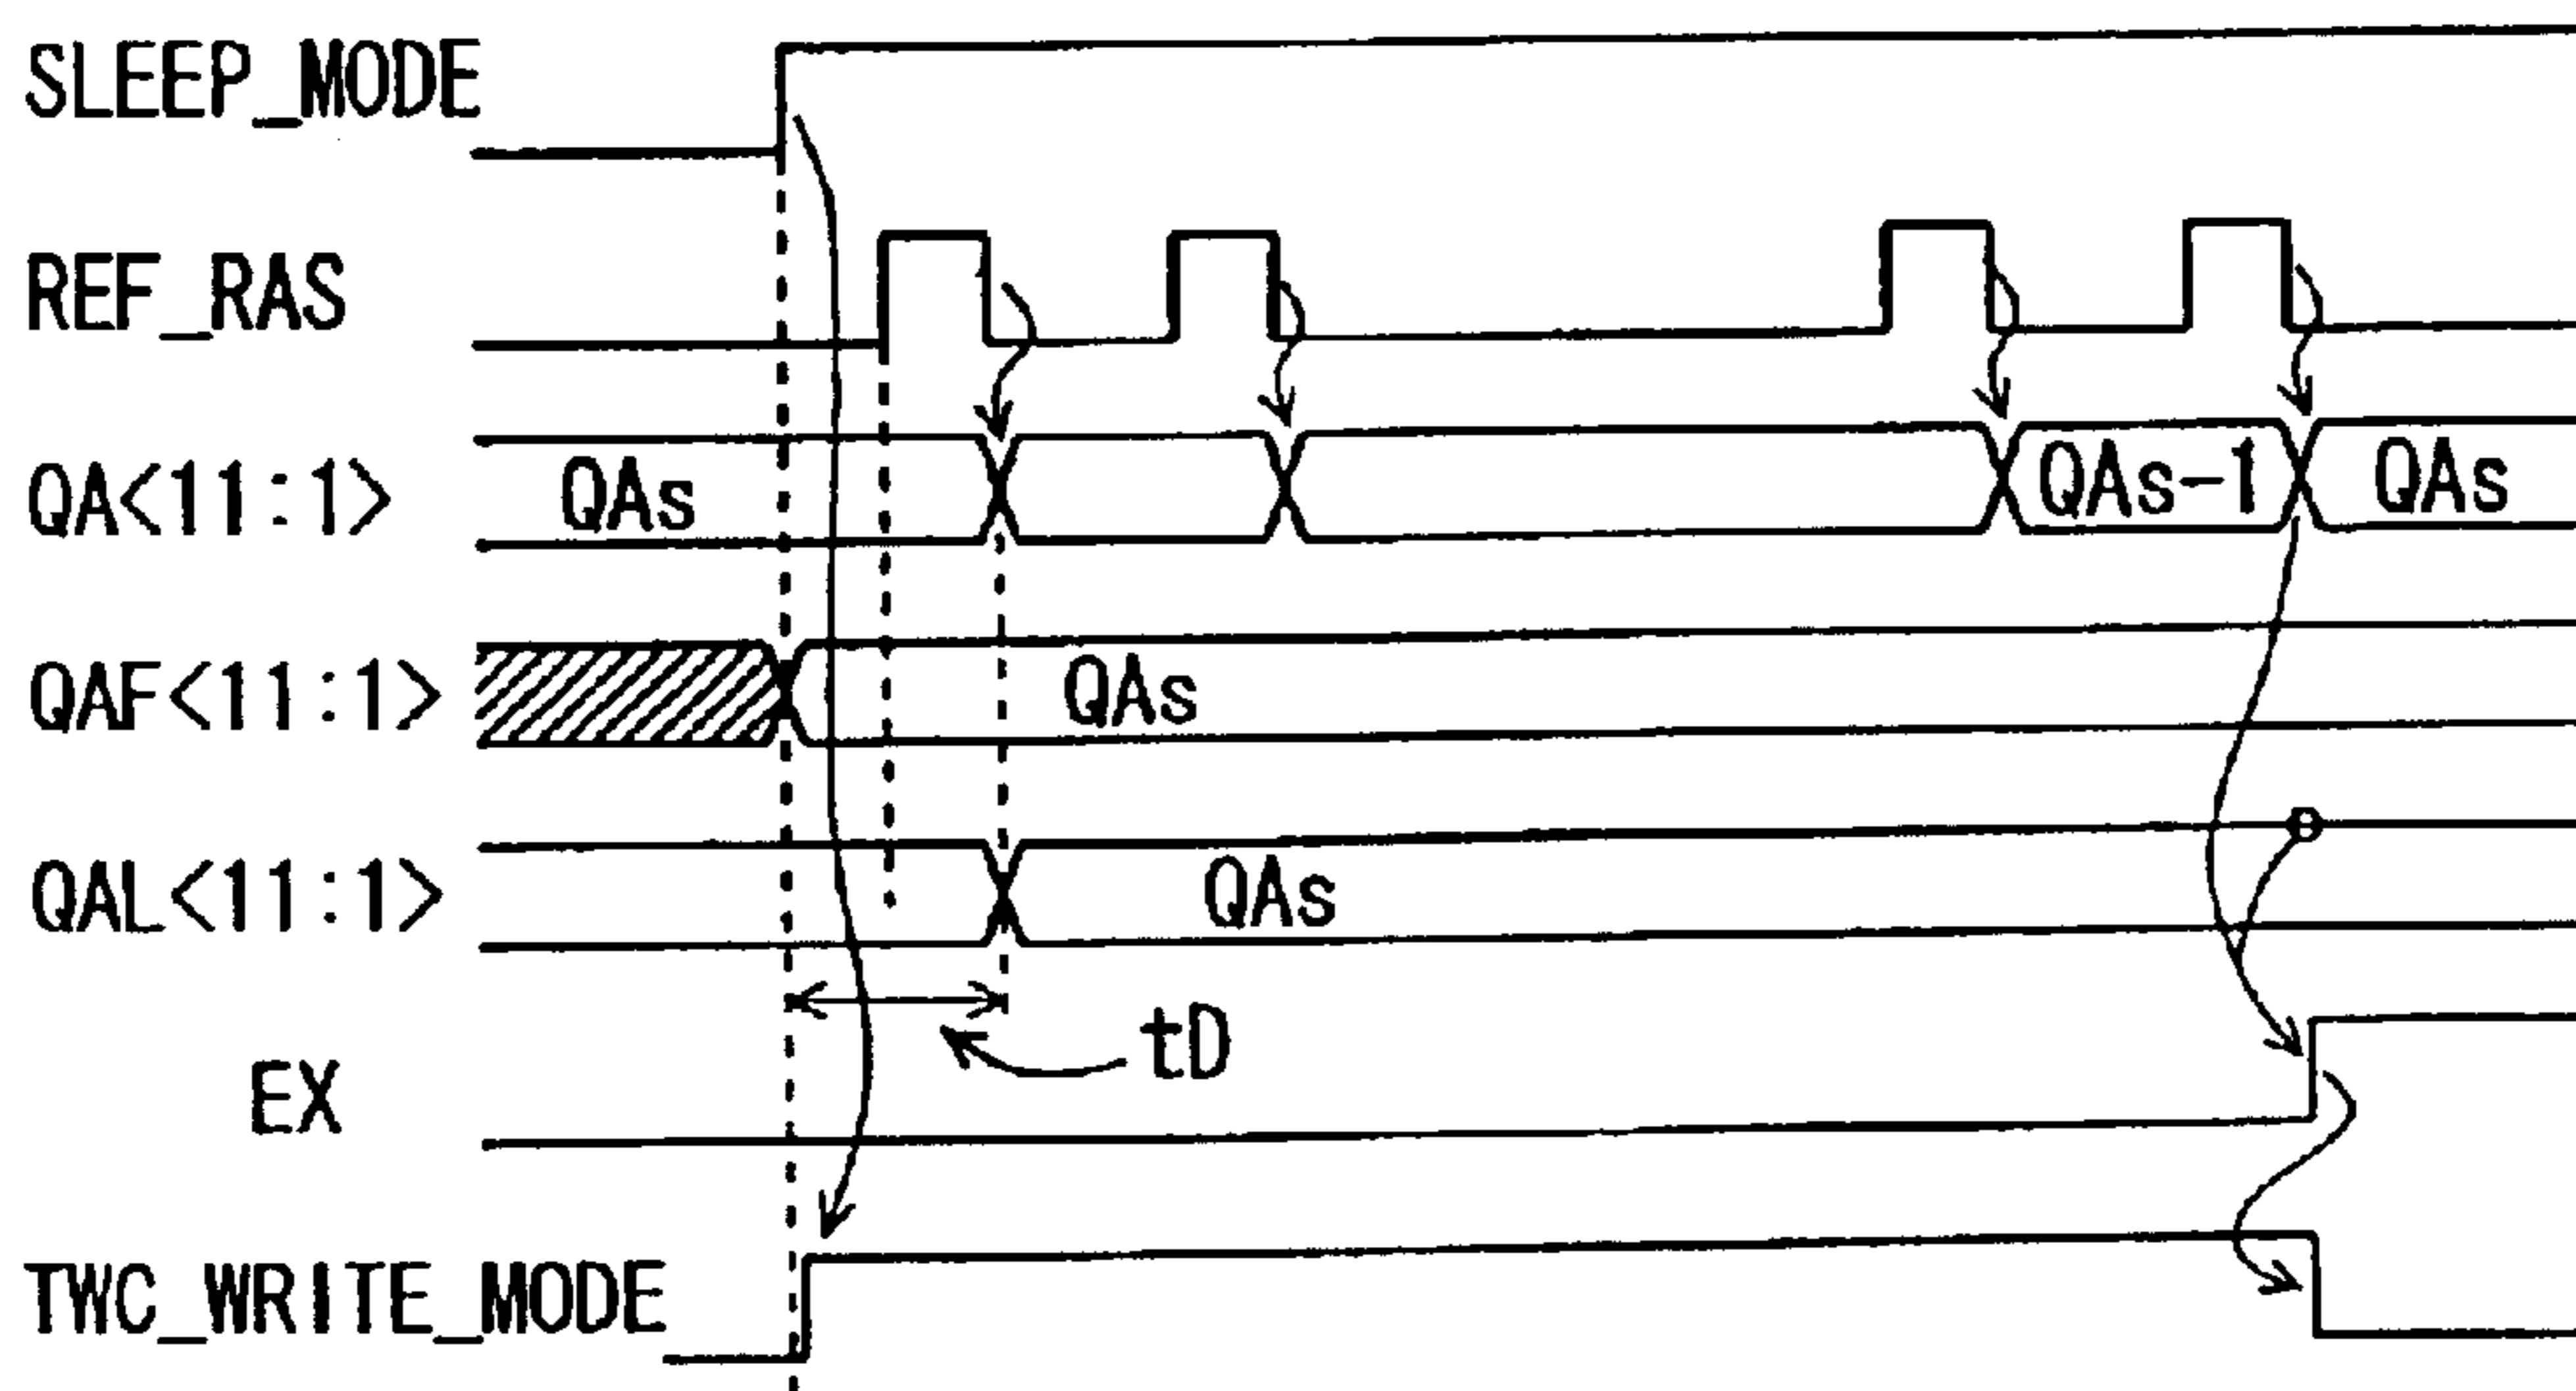 SLEEP_MODE
REF_RAS
QA<11:1> QAs QAs-1 QAs
QAF<11:1> QAs
QAL<11:1> QAs
tD
EX
TWC_WRITE_MODE